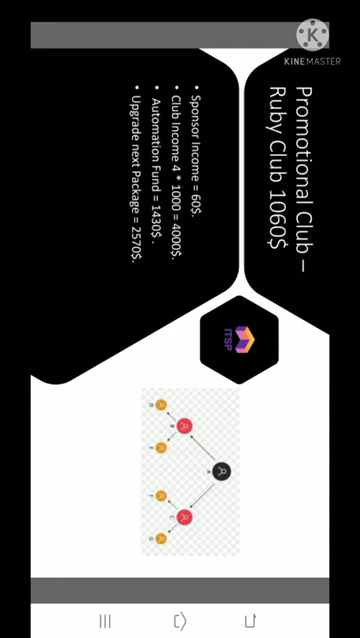 K
KINEMASTER
Promotional Club –
Ruby Club 1060$
• Sponsor Income = 60$.
• Club Income 4 * 1000 = 4000$.
• Automation Fund = 1430$ .
• Upgrade next Package = 2570$.
ITSP
A
B
C
D
E
F
G